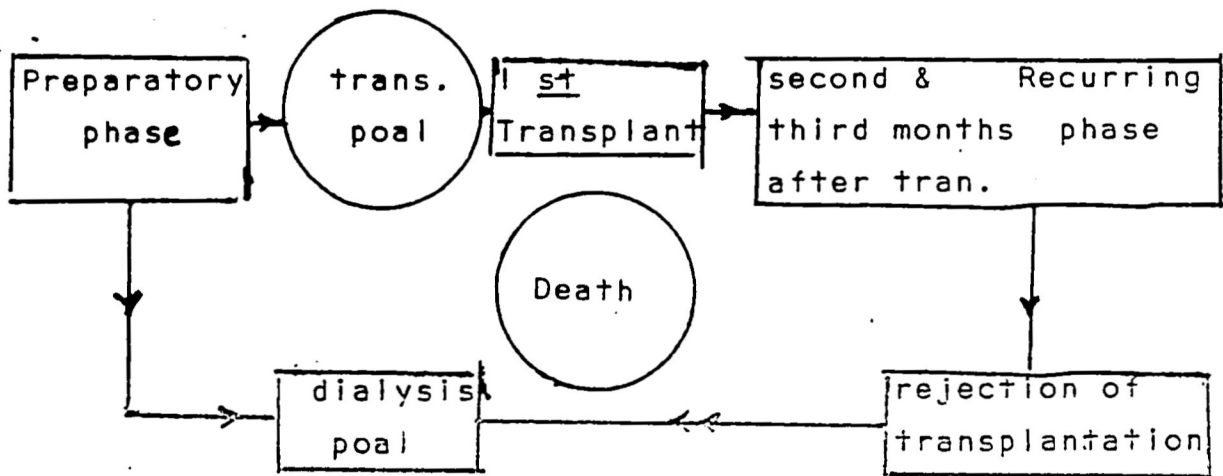 Preparatory
phase
trans.
poal
1 st
Transplant
second & Recurring
third months phase
after tran.
Death
dialysis
poal
rejection of
transplantation